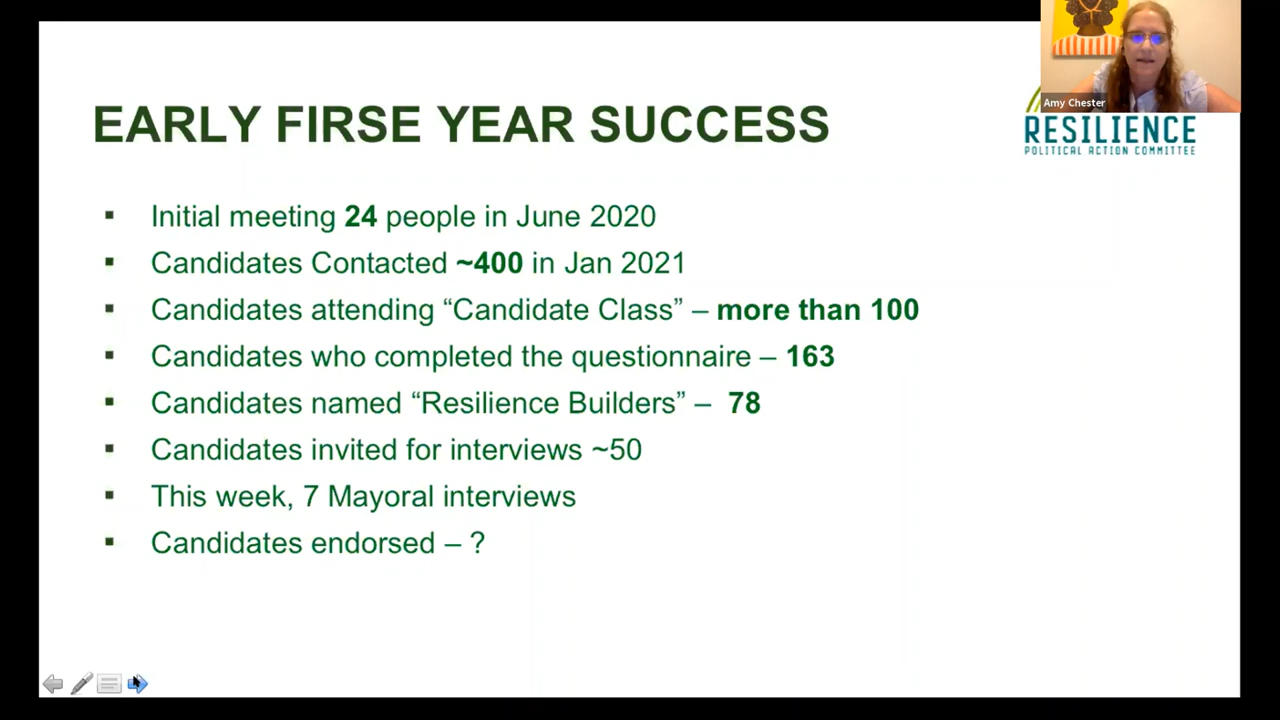 Amy Chester
RESILIENCE
POLITICAL ACTION COMMITTEE
EARLY FIRSE YEAR SUCCESS
▪ Initial meeting 24 people in June 2020
▪ Candidates Contacted ~400 in Jan 2021
▪ Candidates attending “Candidate Class” – more than 100
▪ Candidates who completed the questionnaire – 163
▪ Candidates named “Resilience Builders” – 78
▪ Candidates invited for interviews ~50
▪ This week, 7 Mayoral interviews
▪ Candidates endorsed – ?